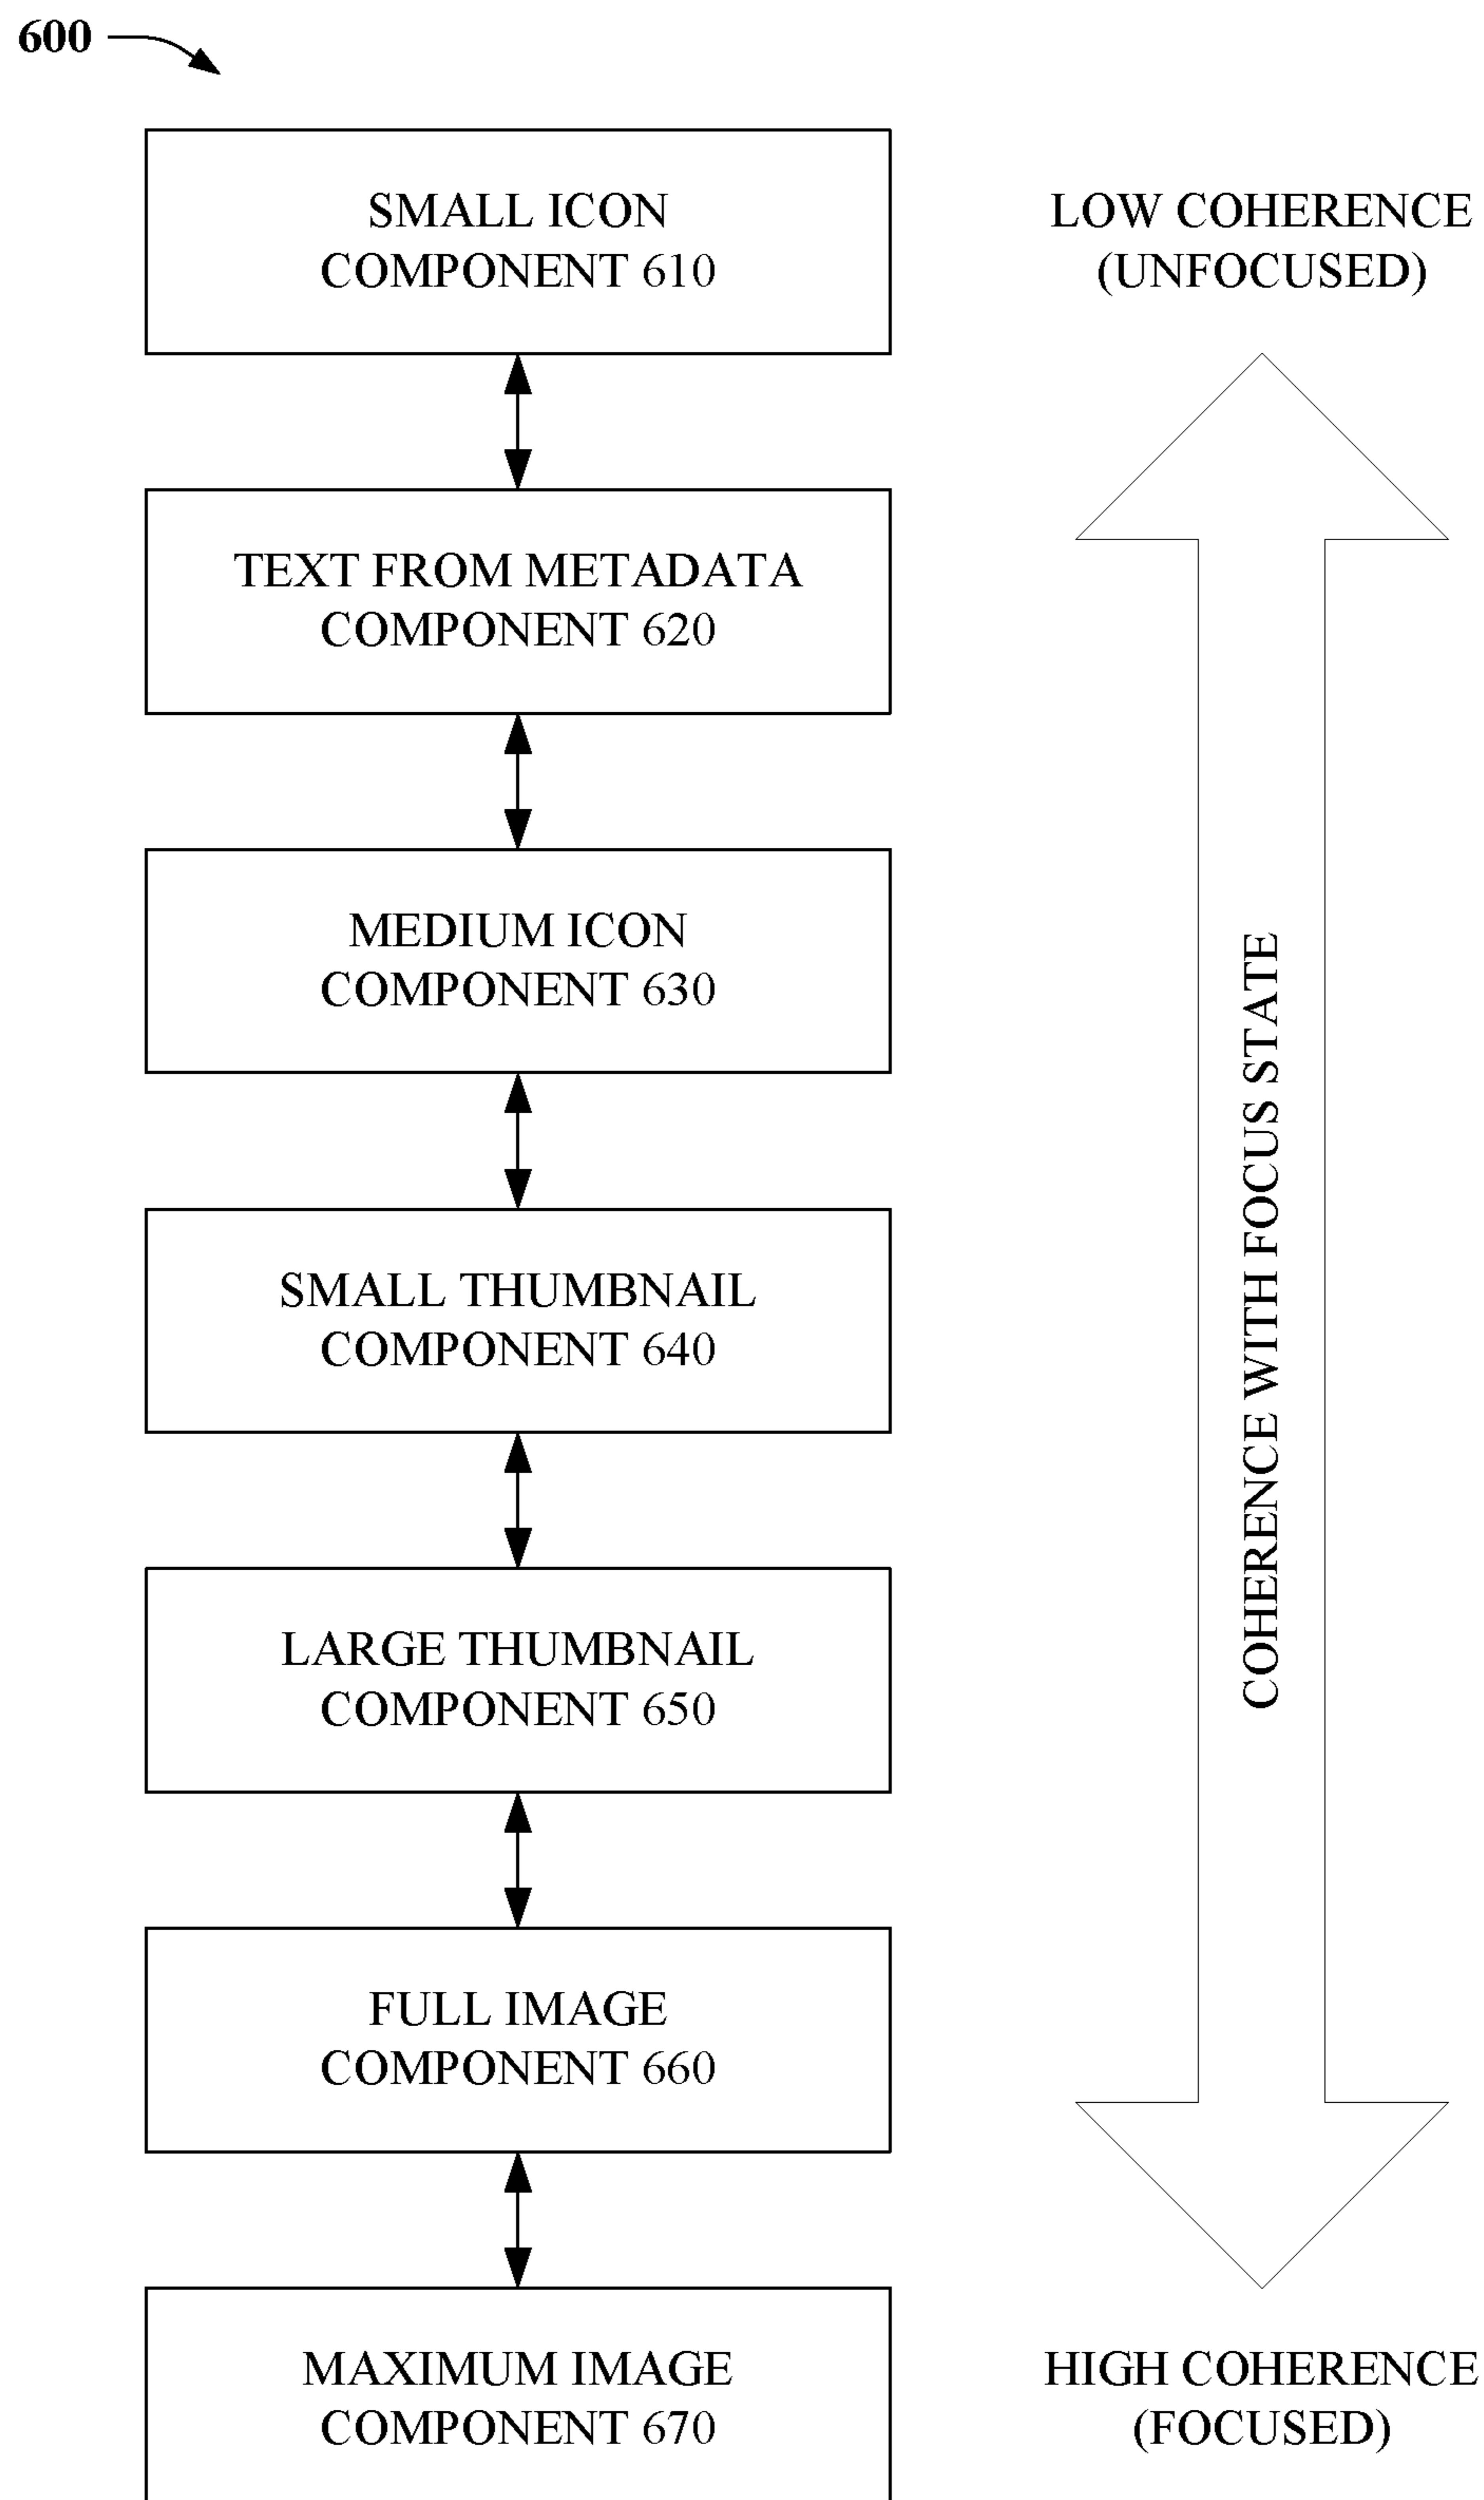 600
SMALL ICON
COMPONENT 610
LOW COHERENCE
(UNFOCUSED)
TEXT FROM METADATA
COMPONENT 620
MEDIUM ICON
COMPONENT 630
SMALL THUMBNAIL
COMPONENT 640
COHERENCE WITH FOCUS STATE
LARGE THUMBNAIL
COMPONENT 650
FULL IMAGE
COMPONENT 660
MAXIMUM IMAGE
COMPONENT 670
HIGH COHERENCE
(FOCUSED)